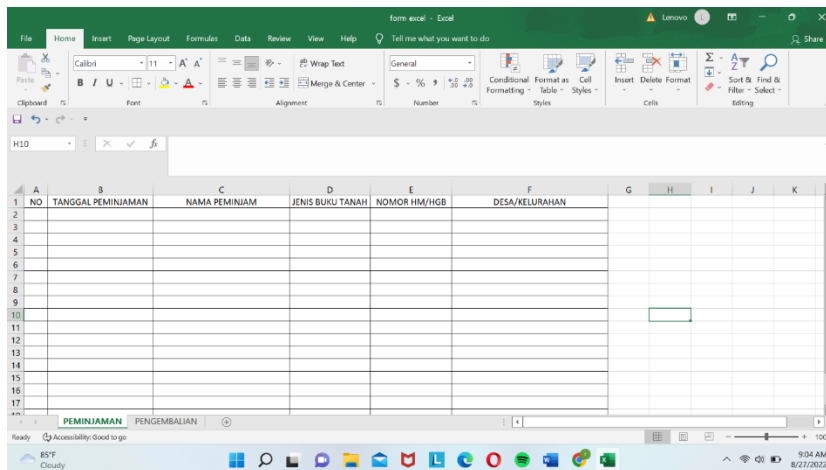 form excel - Excel
Lenovo L
File Home Insert Page Layout Formulas Data Review View Help Tell me what you want to do Share
Paste Calibri 11 A A Wrap Text General
B I U A Merge & Center $ % , .0 .00 .00 .0
Conditional Formatting Format as Table Cell Styles Insert Delete Format Sort & Filter Find & Select
Clipboard Font Alignment Number Styles Cells Editing
H10 fx
A B C D E F G H I J K
1 NO TANGGAL PEMINJAMAN NAMA PEMINJAM JENIS BUKU TANAH NOMOR HM/HGB DESA/KELURAHAN
2
3
4
5
6
7
8
9
10
11
12
13
14
15
16
17
PEMINJAMAN PENGEMBALIAN
Ready Accessibility: Good to go 100
85°F
Cloudy
9:04 AM
8/27/2022